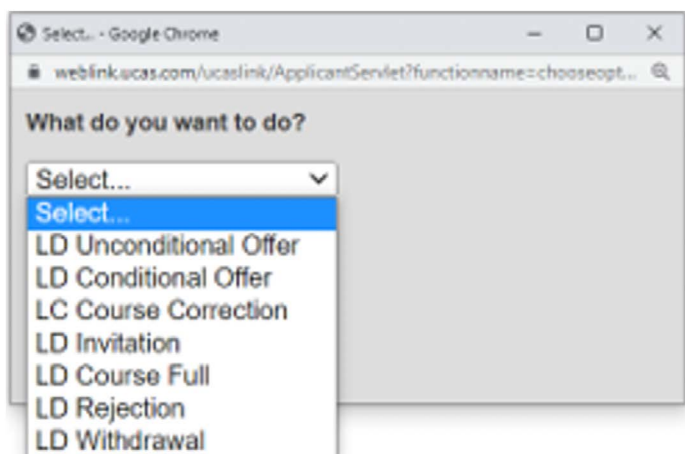 Select... - Google Chrome
weblink.ucas.com/ucaslink/ApplicantServlet?functionname=chooseopt...
What do you want to do?
Select...
Select...
LD Unconditional Offer
LD Conditional Offer
LC Course Correction
LD Invitation
LD Course Full
LD Rejection
LD Withdrawal